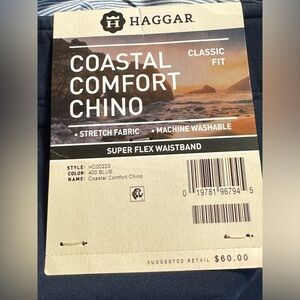 HAGGAR
COASTAL
COMFORT
CHINO
CLASSIC
FIT
• STRETCH FABRIC • MACHINE WASHABLE
SUPER FLEX WAISTBAND
STYLE: HC00225
COLOR: 400 BLUE
NAME: Coastal Comfort Chino
0 19781 96794 5
SUGGESTED RETAIL $60.00